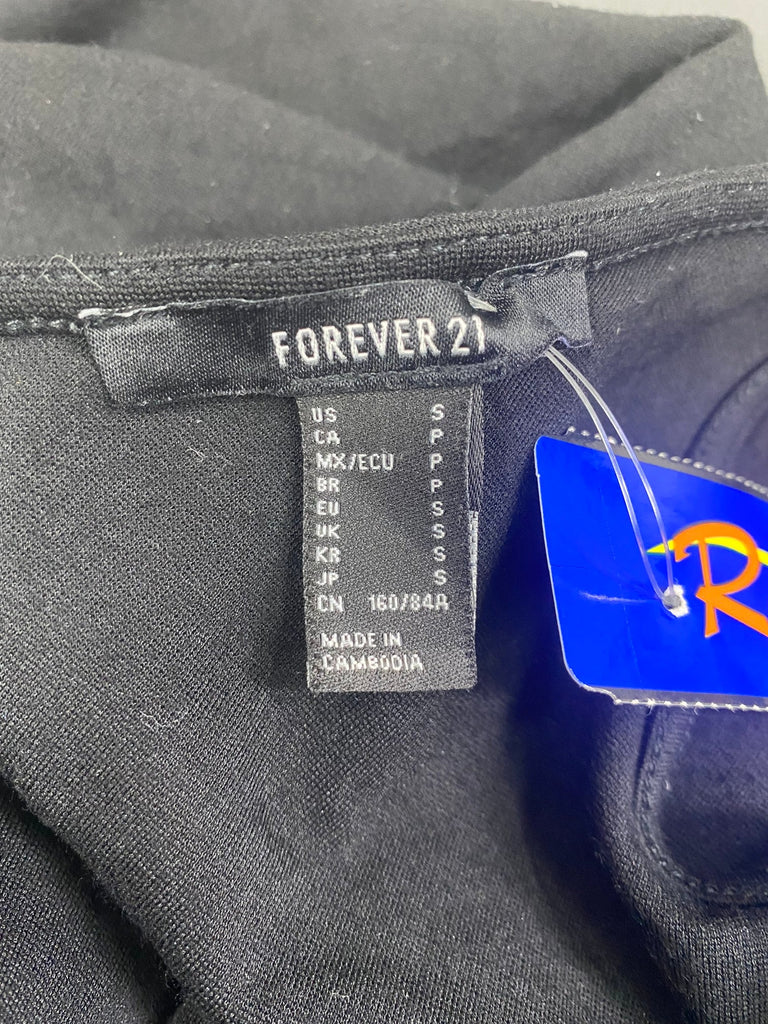 FOREVER 21
US S
CA P
MX/ECU P
BR P
EU S
UK S
KR S
JP S
CN 160/84A
MADE IN
CAMBODIA
R